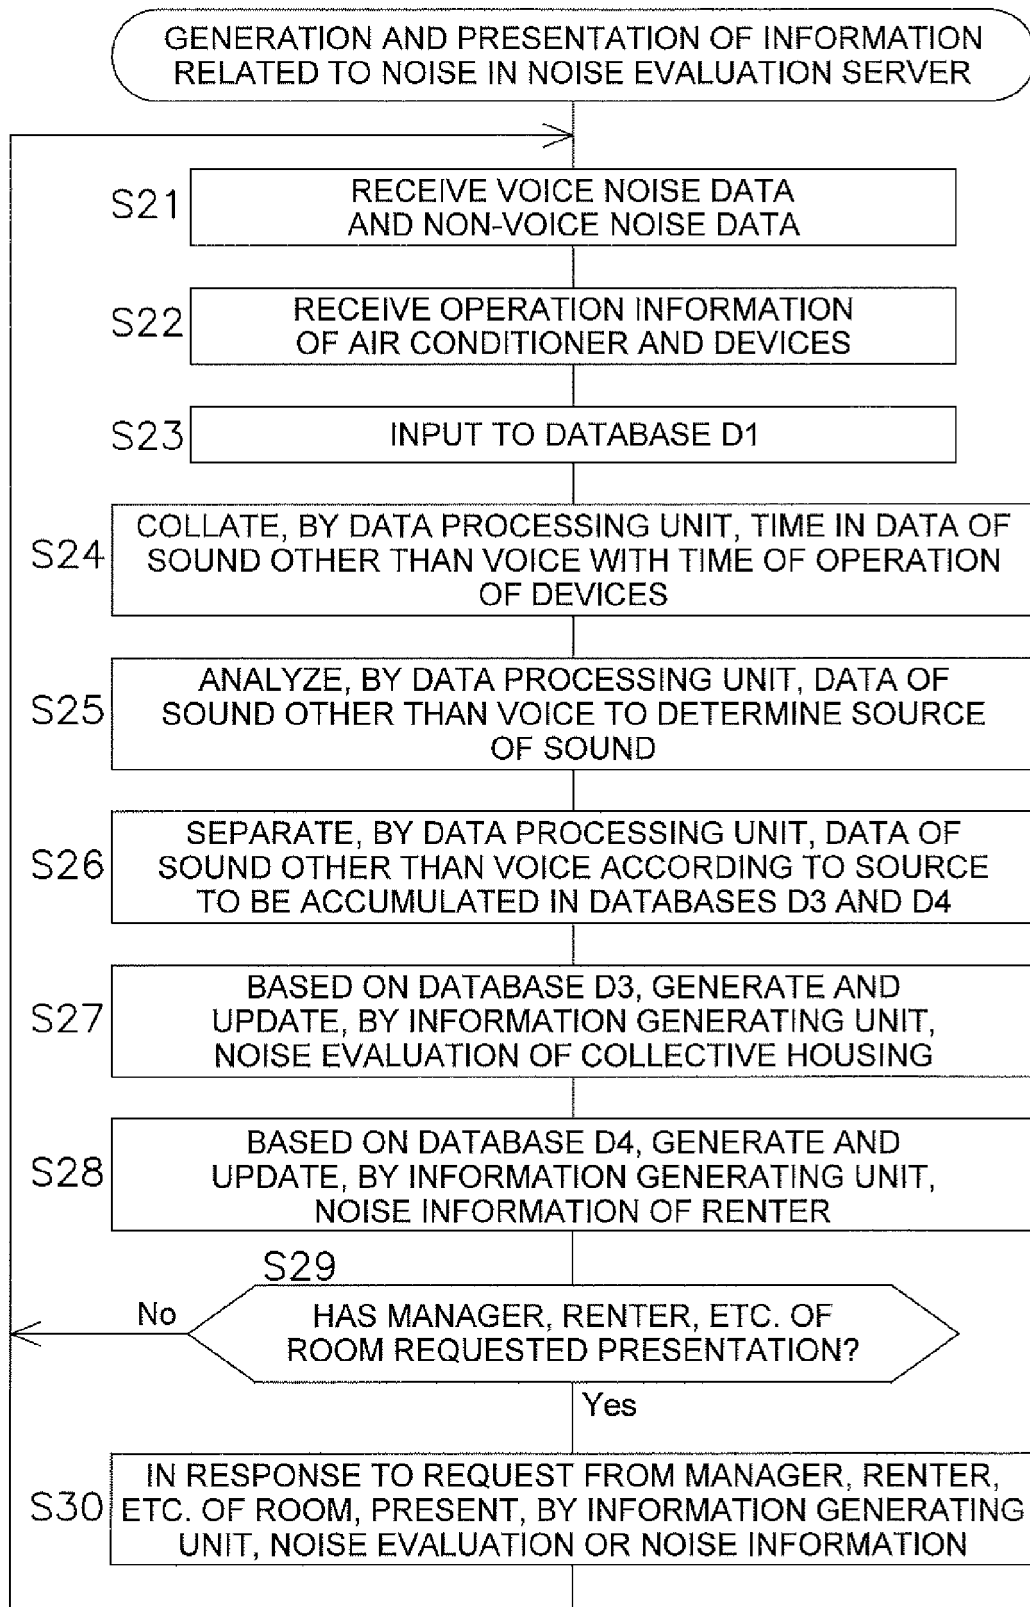 GENERATION AND PRESENTATION OF INFORMATION
RELATED TO NOISE IN NOISE EVALUATION SERVER
S21
RECEIVE VOICE NOISE DATA
AND NON-VOICE NOISE DATA
S22
RECEIVE OPERATION INFORMATION
OF AIR CONDITIONER AND DEVICES
S23
INPUT TO DATABASE D1
S24
COLLATE, BY DATA PROCESSING UNIT, TIME IN DATA OF
SOUND OTHER THAN VOICE WITH TIME OF OPERATION
OF DEVICES
S25
ANALYZE, BY DATA PROCESSING UNIT, DATA OF
SOUND OTHER THAN VOICE TO DETERMINE SOURCE
OF SOUND
S26
SEPARATE, BY DATA PROCESSING UNIT, DATA OF
SOUND OTHER THAN VOICE ACCORDING TO SOURCE
TO BE ACCUMULATED IN DATABASES D3 AND D4
S27
BASED ON DATABASE D3, GENERATE AND
UPDATE, BY INFORMATION GENERATING UNIT,
NOISE EVALUATION OF COLLECTIVE HOUSING
S28
BASED ON DATABASE D4, GENERATE AND
UPDATE, BY INFORMATION GENERATING UNIT,
NOISE INFORMATION OF RENTER
S29
No
HAS MANAGER, RENTER, ETC. OF
ROOM REQUESTED PRESENTATION?
Yes
S30
IN RESPONSE TO REQUEST FROM MANAGER, RENTER,
ETC. OF ROOM, PRESENT, BY INFORMATION GENERATING
UNIT, NOISE EVALUATION OR NOISE INFORMATION